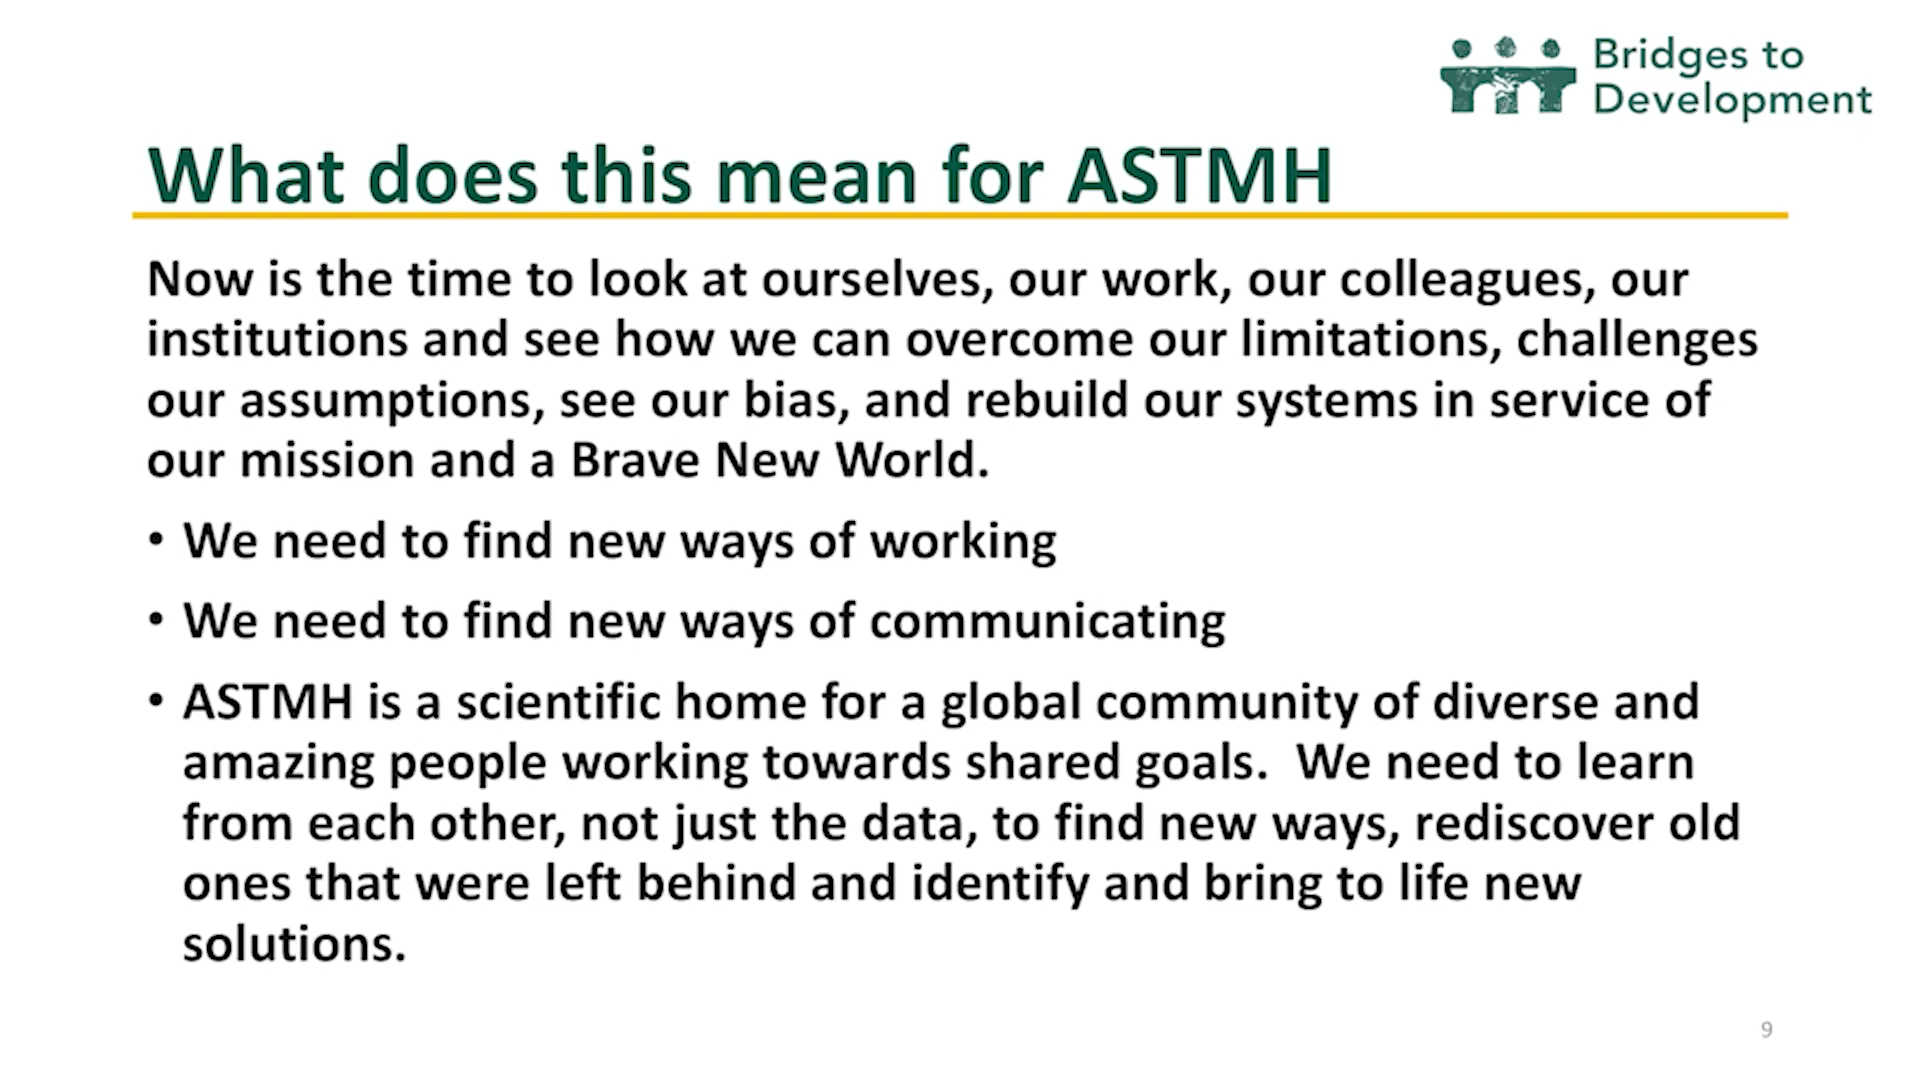 Bridges to
Development
What does this mean for ASTMH
Now is the time to look at ourselves, our work, our colleagues, our
institutions and see how we can overcome our limitations, challenges
our assumptions, see our bias, and rebuild our systems in service of
our mission and a Brave New World.
• We need to find new ways of working
• We need to find new ways of communicating
• ASTMH is a scientific home for a global community of diverse and
amazing people working towards shared goals.  We need to learn
from each other, not just the data, to find new ways, rediscover old
ones that were left behind and identify and bring to life new
solutions.
9